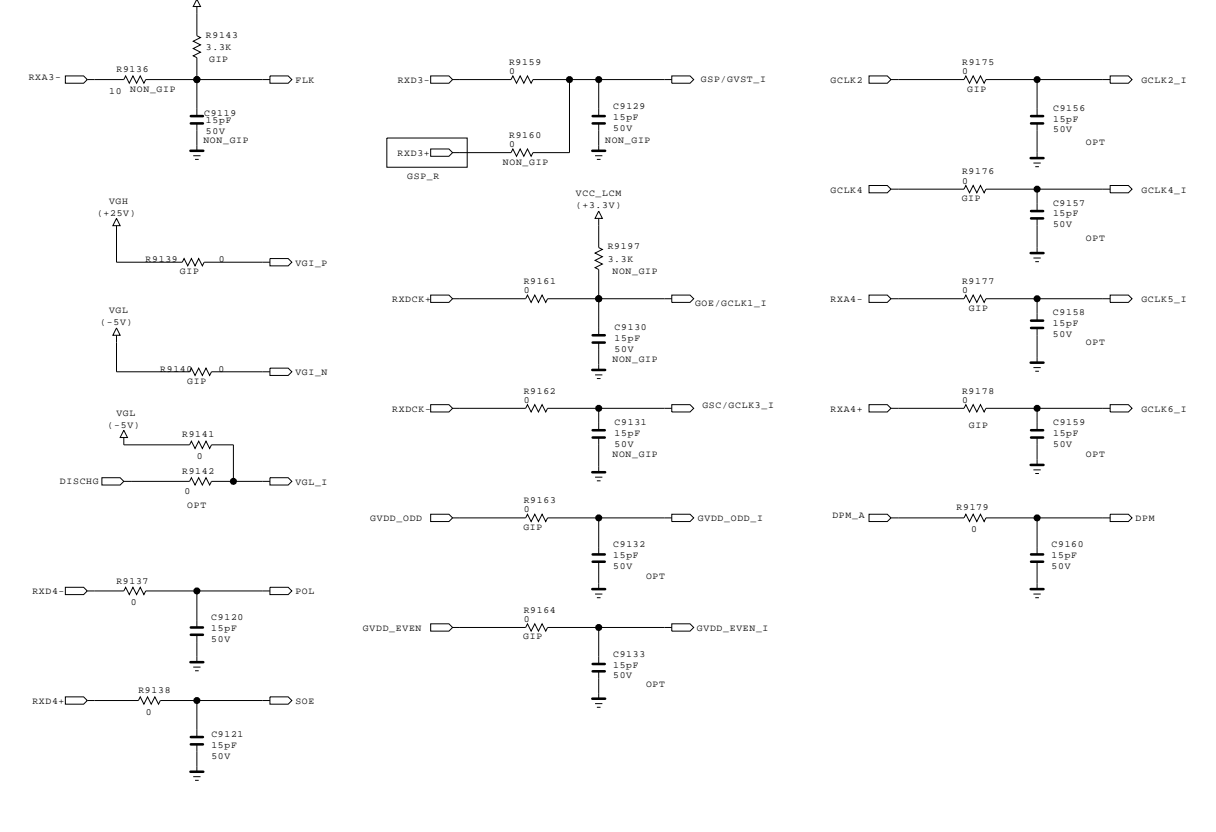 R9143
3.3K
GIP
RXA3-
R9136
10 NON_GIP
FLK
C9119
15pF
50V
NON_GIP
VGH
(+25V)
R9139 0
GIP
VGI_P
VGL
(-5V)
R9140 0
GIP
VGI_N
VGL
(-5V)
R9141
0
DISCHG
R9142
0
OPT
VGL_I
RXD4-
R9137
0
POL
C9120
15pF
50V
RXD4+
R9138
0
SOE
C9121
15pF
50V
RXD3-
R9159
0
GSP/GVST_I
C9129
15pF
50V
NON_GIP
RXD3+
R9160
0
NON_GIP
GSP_R
VCC_LCM
(+3.3V)
R9197
3.3K
NON_GIP
RXDCK+
R9161
0
GOE/GCLK1_I
C9130
15pF
50V
NON_GIP
RXDCK-
R9162
0
GSC/GCLK3_I
C9131
15pF
50V
NON_GIP
GVDD_ODD
R9163
0
GIP
GVDD_ODD_I
C9132
15pF
50V
OPT
GVDD_EVEN
R9164
0
GIP
GVDD_EVEN_I
C9133
15pF
50V
OPT
GCLK2
R9175
0
GIP
GCLK2_I
C9156
15pF
50V
OPT
GCLK4
R9176
0
GIP
GCLK4_I
C9157
15pF
50V
OPT
RXA4-
R9177
0
GIP
GCLK5_I
C9158
15pF
50V
OPT
RXA4+
R9178
0
GIP
GCLK6_I
C9159
15pF
50V
OPT
DPM_A
R9179
0
DPM
C9160
15pF
50V